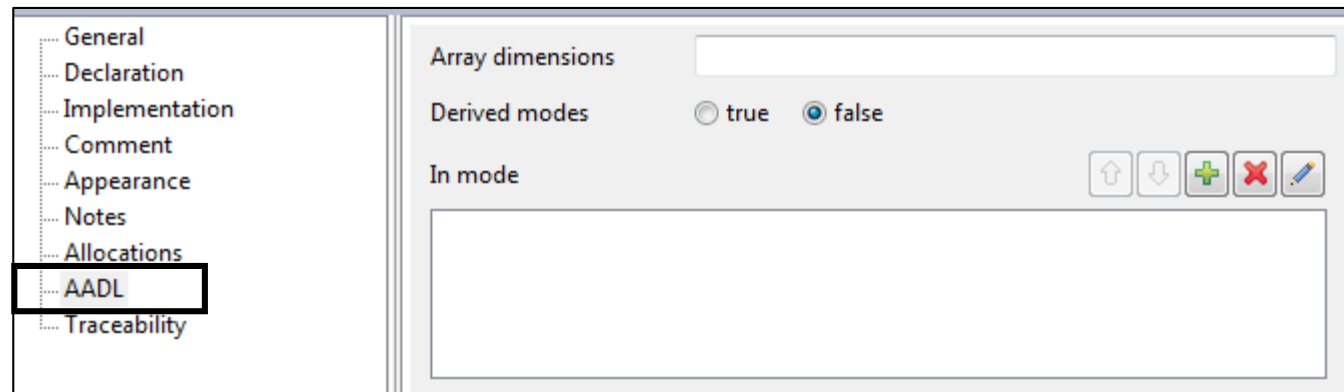 General
Declaration
Implementation
Comment
Appearance
Notes
Allocations
AADL
Traceability
Array dimensions
Derived modes true false
In mode